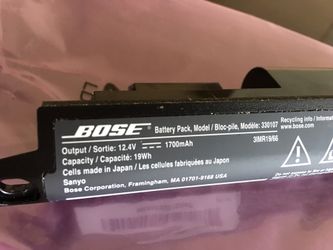 BOSE
Battery Pack, Model / Bloc-pile, Modèle: 330107
Output / Sortie: 12.4V ⎓ 1700mAh
Capacity / Capacité: 19Wh
3IMR19/66
Cells made in Japan / Les cellules fabriquées au Japon
Sanyo
Bose Corporation, Framingham, MA 01701-9168 USA
Recycling info / Information
www.bose.com